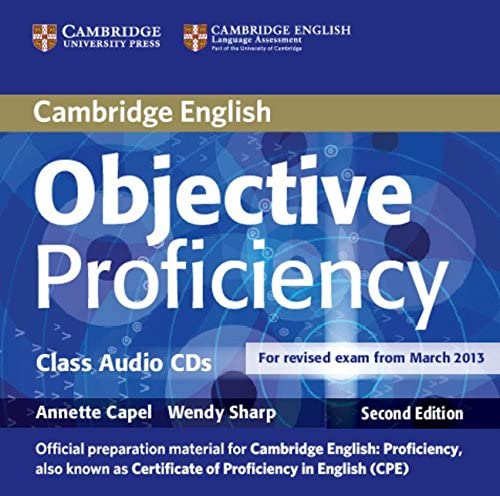 CAMBRIDGE
UNIVERSITY PRESS
CAMBRIDGE ENGLISH
Language Assessment
Part of the University of Cambridge
Cambridge English
Objective
Proficiency
Class Audio CDs
For revised exam from March 2013
Annette Capel Wendy Sharp
Second Edition
Official preparation material for Cambridge English: Proficiency,
also known as Certificate of Proficiency in English (CPE)